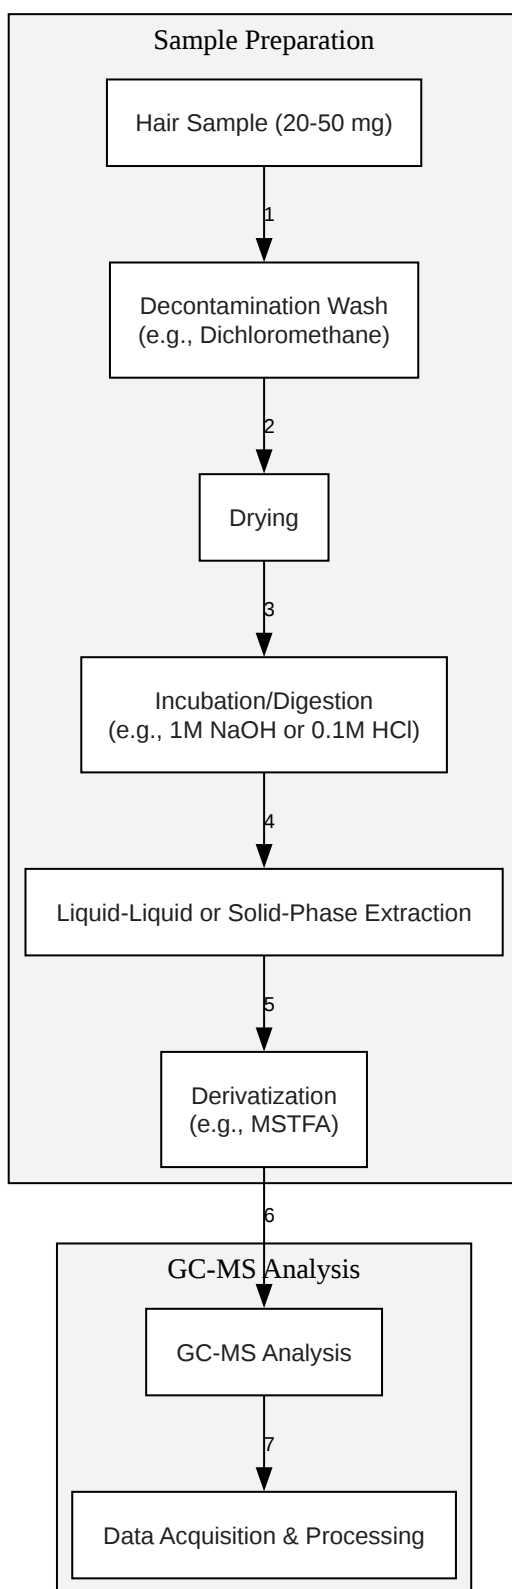 Sample Preparation
Hair Sample (20-50 mg)
1
Decontamination Wash
(e.g., Dichloromethane)
2
Drying
3
Incubation/Digestion
(e.g., 1M NaOH or 0.1M HCl)
4
Liquid-Liquid or Solid-Phase Extraction
5
Derivatization
(e.g., MSTFA)
6
GC-MS Analysis
GC-MS Analysis
7
Data Acquisition & Processing